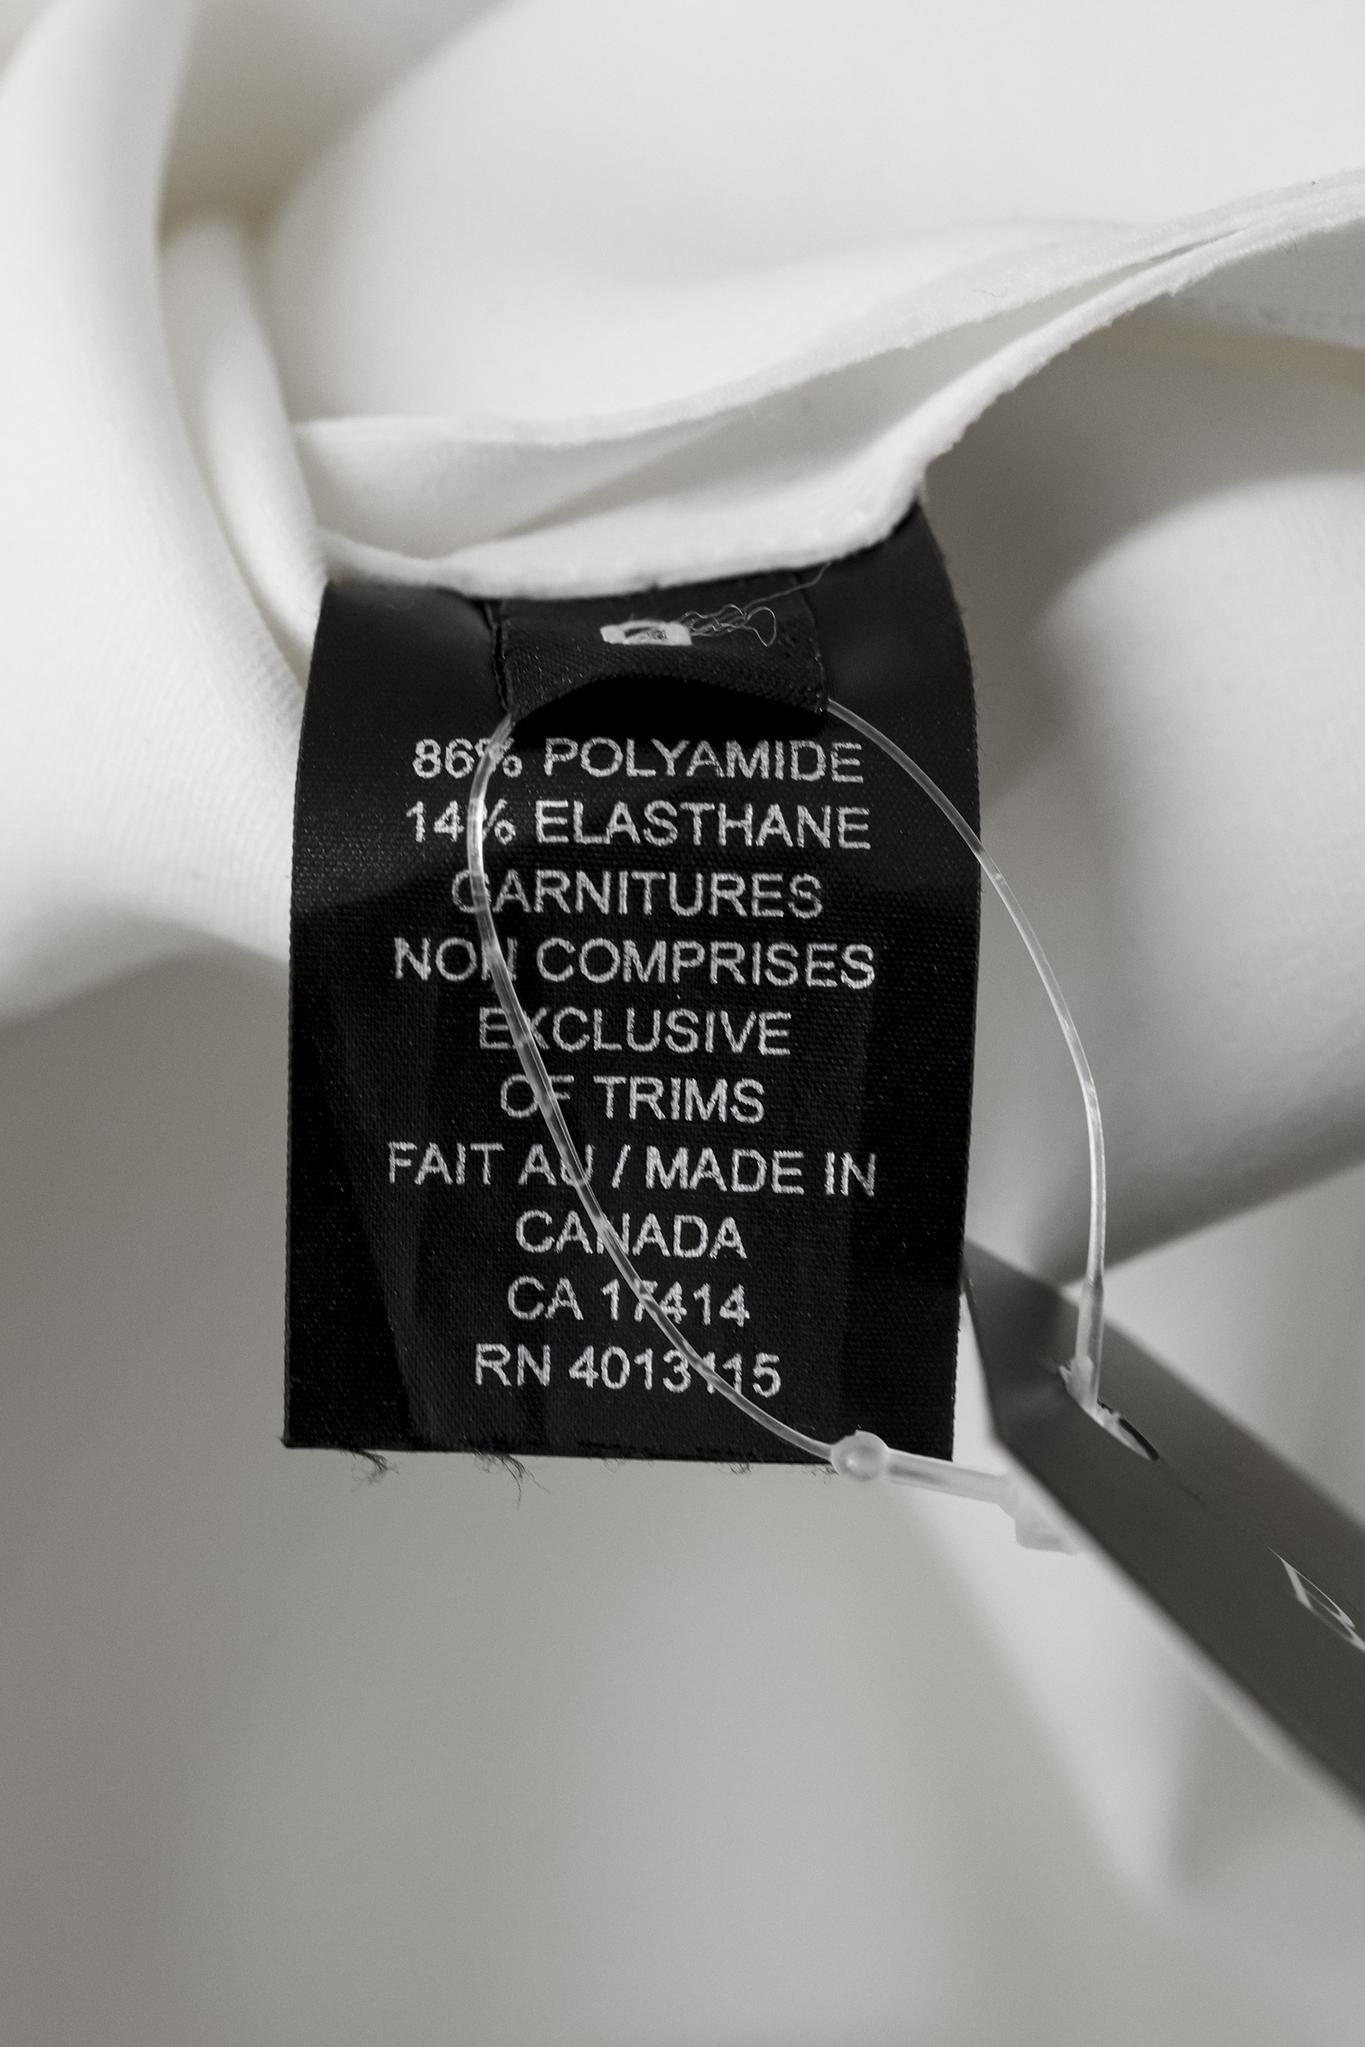 86% POLYAMIDE
14% ELASTHANE
GARNITURES
NON COMPRISES
EXCLUSIVE
OF TRIMS
FAIT AU / MADE IN
CANADA
CA 17414
RN 4013115